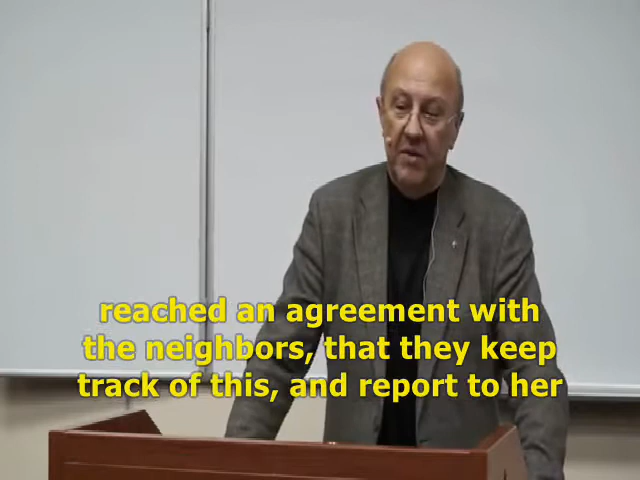 reached an agreement with
the neighbors, that they keep
track of this, and report to her